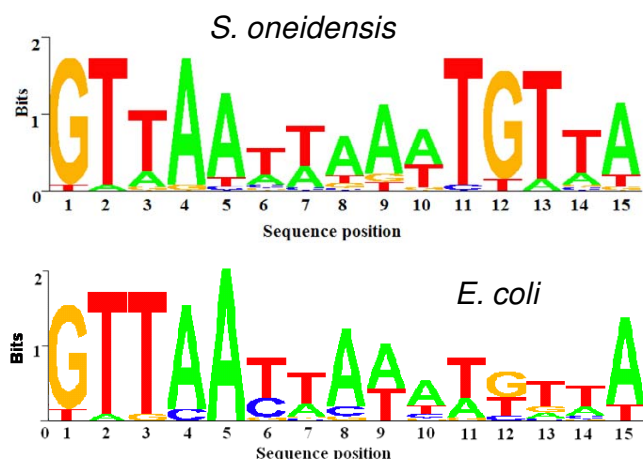 S. oneidensis
2
Bits
1
0
GTTAATTAAATGTTA
1 2 3 4 5 6 7 8 9 10 11 12 13 14 15
Sequence position
E. coli
2
Bits
1
0
GTTAATTAAATGTTA
1 2 3 4 5 6 7 8 9 10 11 12 13 14 15
Sequence position